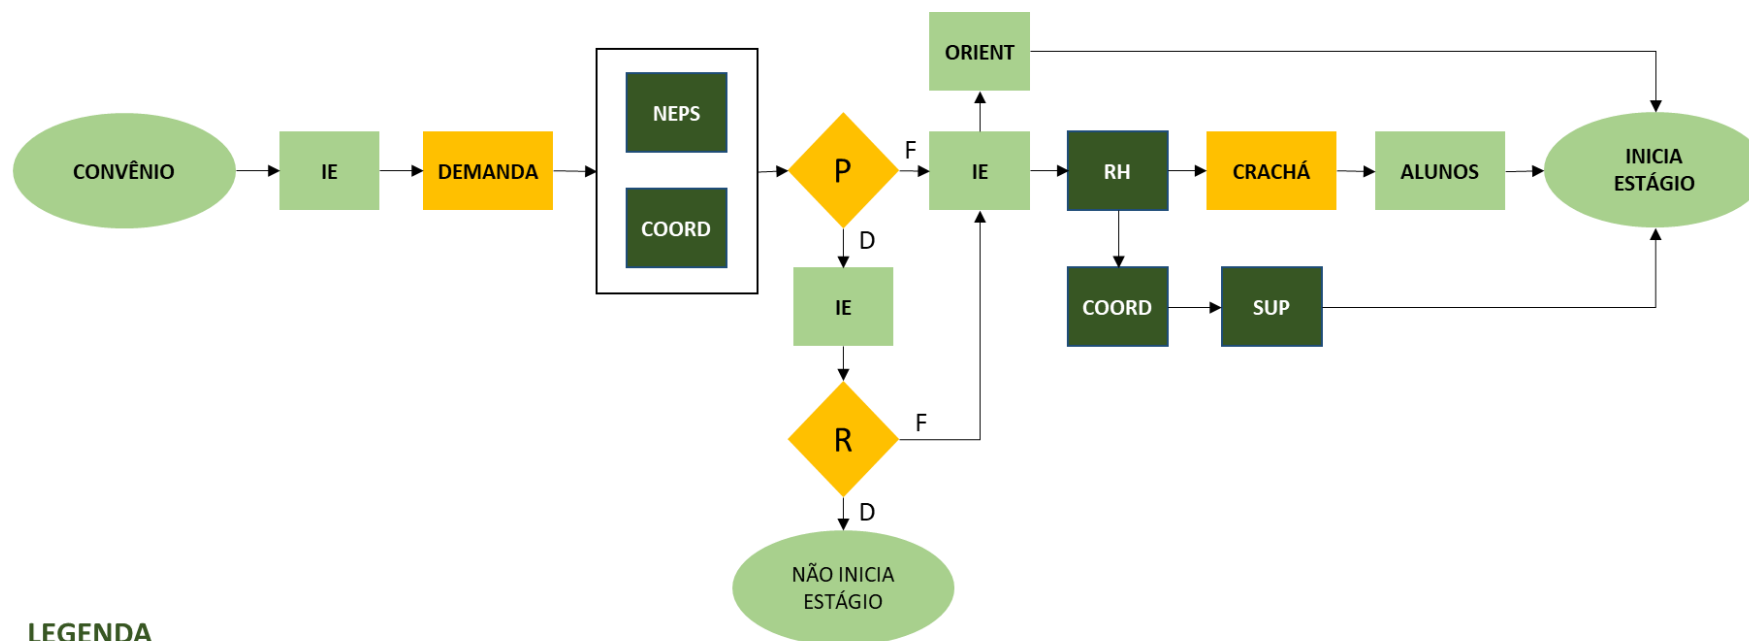 ORIENT
CONVÊNIO
IE
DEMANDA
NEPS
COORD
P
F
IE
RH
CRACHÁ
ALUNOS
INICIA
ESTÁGIO
D
IE
COORD
SUP
R
F
D
NÃO INICIA
ESTÁGIO
LEGENDA